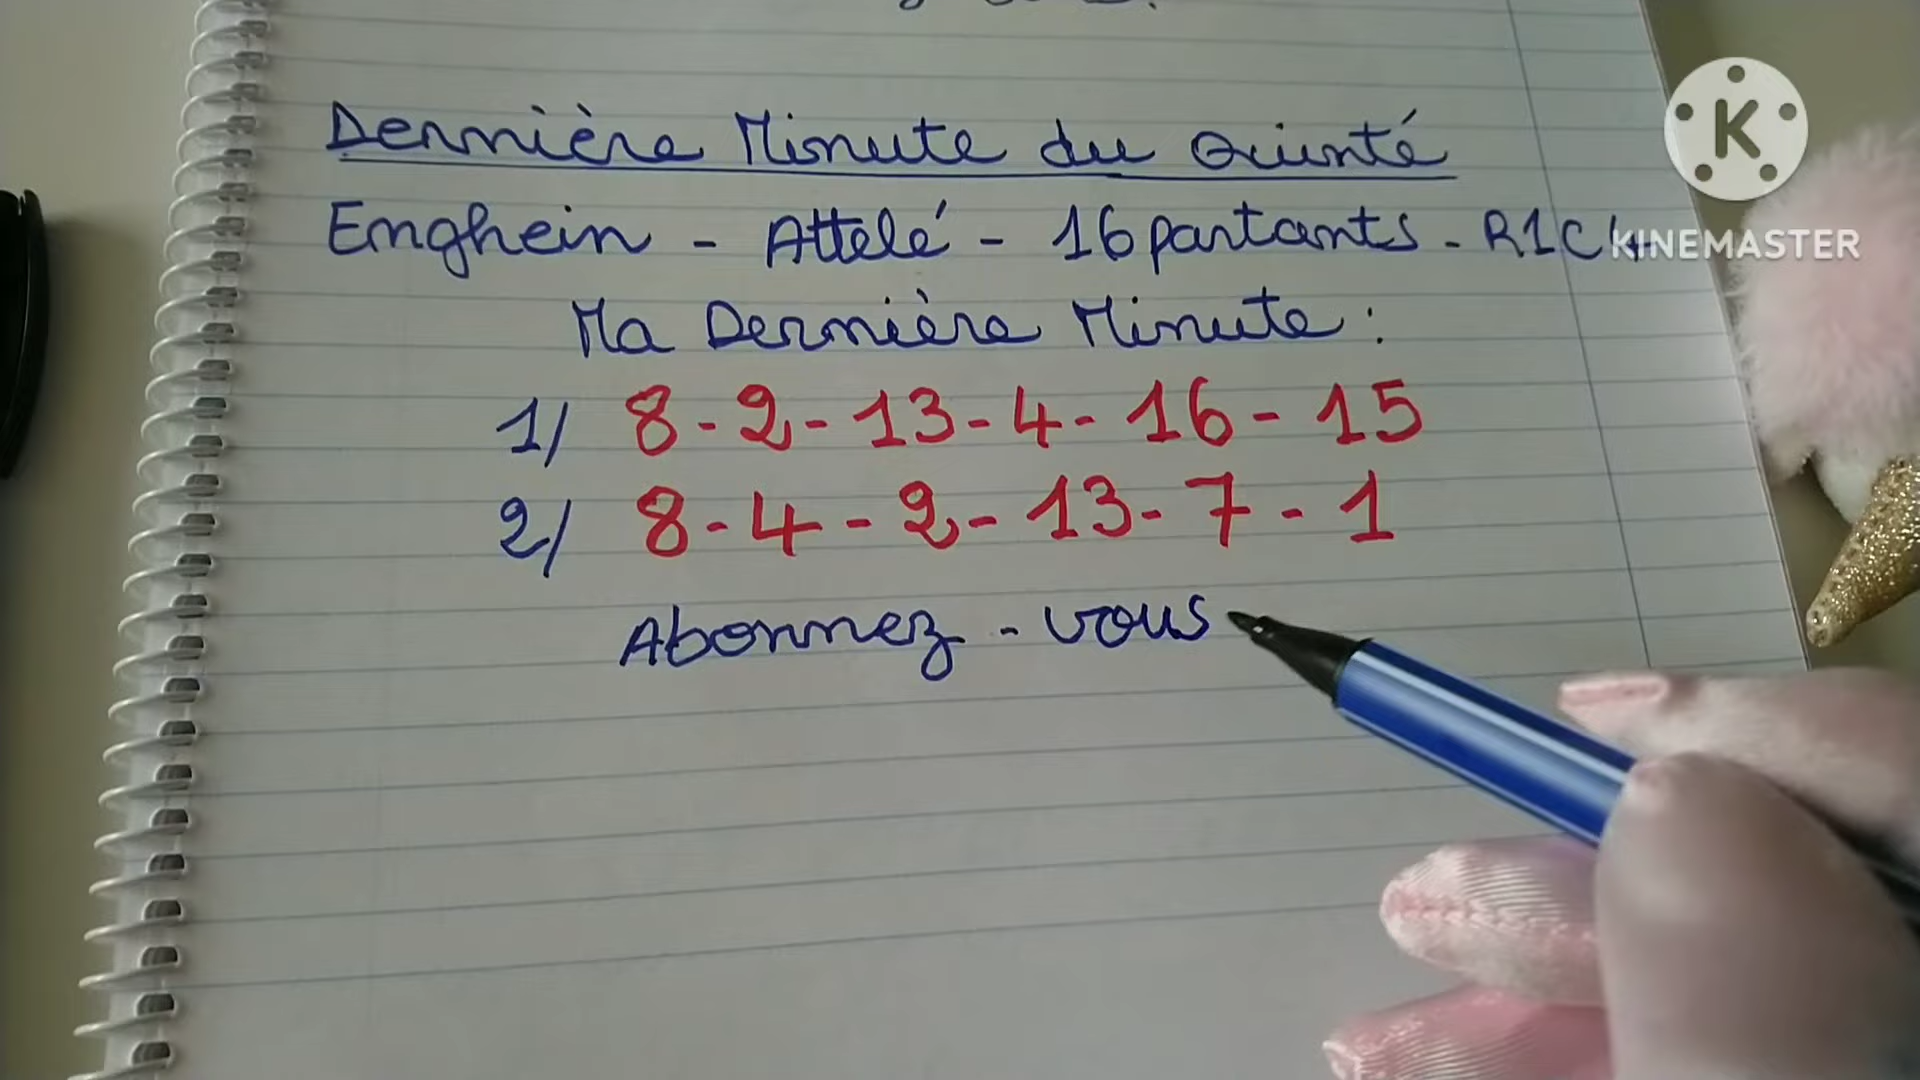 Dernière Minute du Quinté
Enghein - Attelé - 16 partants - R1C4
KINEMASTER
Ma Dernière Minute :
1/ 8 - 2 - 13 - 4 - 16 - 15
2/ 8 - 4 - 2 - 13 - 7 - 1
Abonnez - vous